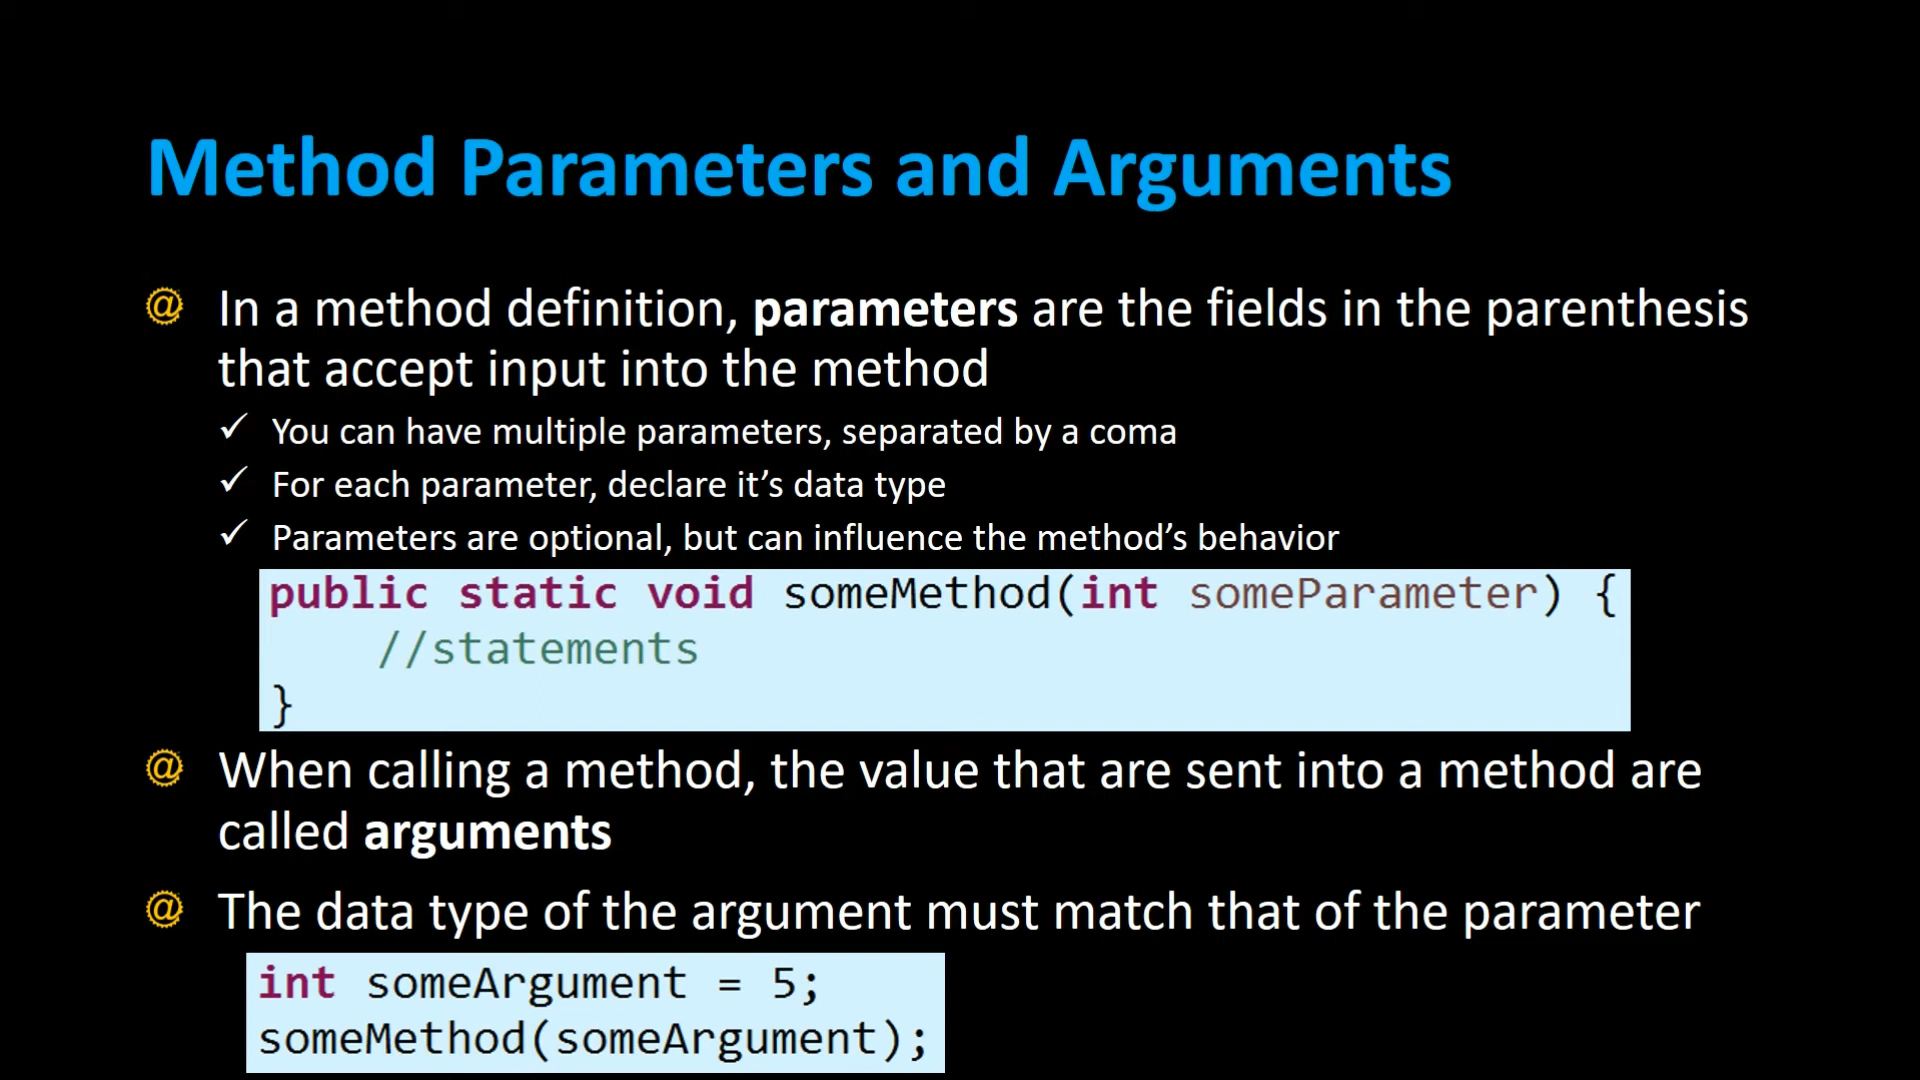 Method Parameters and Arguments
@ In a method definition, parameters are the fields in the parenthesis
that accept input into the method
✓ You can have multiple parameters, separated by a coma
✓ For each parameter, declare it’s data type
✓ Parameters are optional, but can influence the method’s behavior
public static void someMethod(int someParameter) {
//statements
}
@ When calling a method, the value that are sent into a method are
called arguments
@ The data type of the argument must match that of the parameter
int someArgument = 5;
someMethod(someArgument);